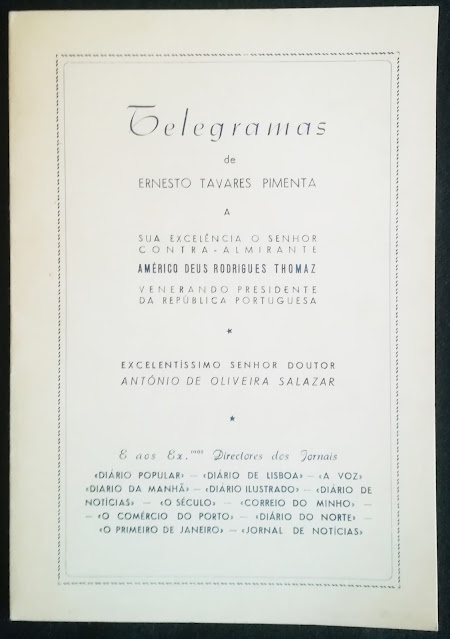 Telegramas
de
ERNESTO TAVARES PIMENTA
A
SUA EXCELÊNCIA O SENHOR
CONTRA-ALMIRANTE
AMÉRICO DEUS RODRIGUES THOMAZ
VENERANDO PRESIDENTE
DA REPÚBLICA PORTUGUESA
*
EXCELENTÍSSIMO SENHOR DOUTOR
ANTÓNIO DE OLIVEIRA SALAZAR
*
E aos Ex.mos Directores dos Jornais
«DIÁRIO POPULAR» — «DIÁRIO DE LISBOA» — «A VOZ»
«DIARIO DA MANHÃ» — «DIÁRIO ILUSTRADO» — «DIÁRIO DE
NOTÍCIAS» — «O SÉCULO» — «CORREIO DO MINHO» —
— «O COMÉRCIO DO PORTO» — «DIÁRIO DO NORTE» —
«O PRIMEIRO DE JANEIRO» — «JORNAL DE NOTÍCIAS»